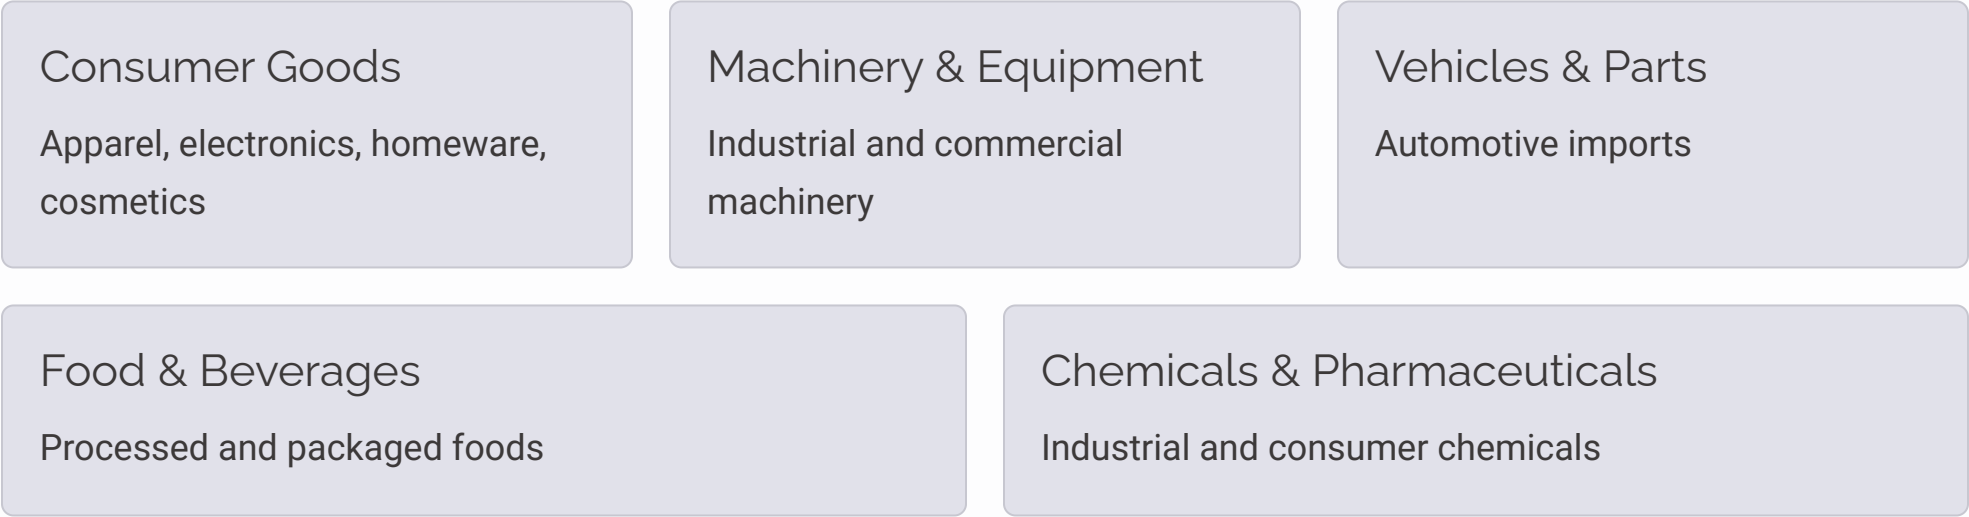 Consumer Goods
Apparel, electronics, homeware,
cosmetics
Machinery & Equipment
Industrial and commercial
machinery
Vehicles & Parts
Automotive imports
Food & Beverages
Processed and packaged foods
Chemicals & Pharmaceuticals
Industrial and consumer chemicals